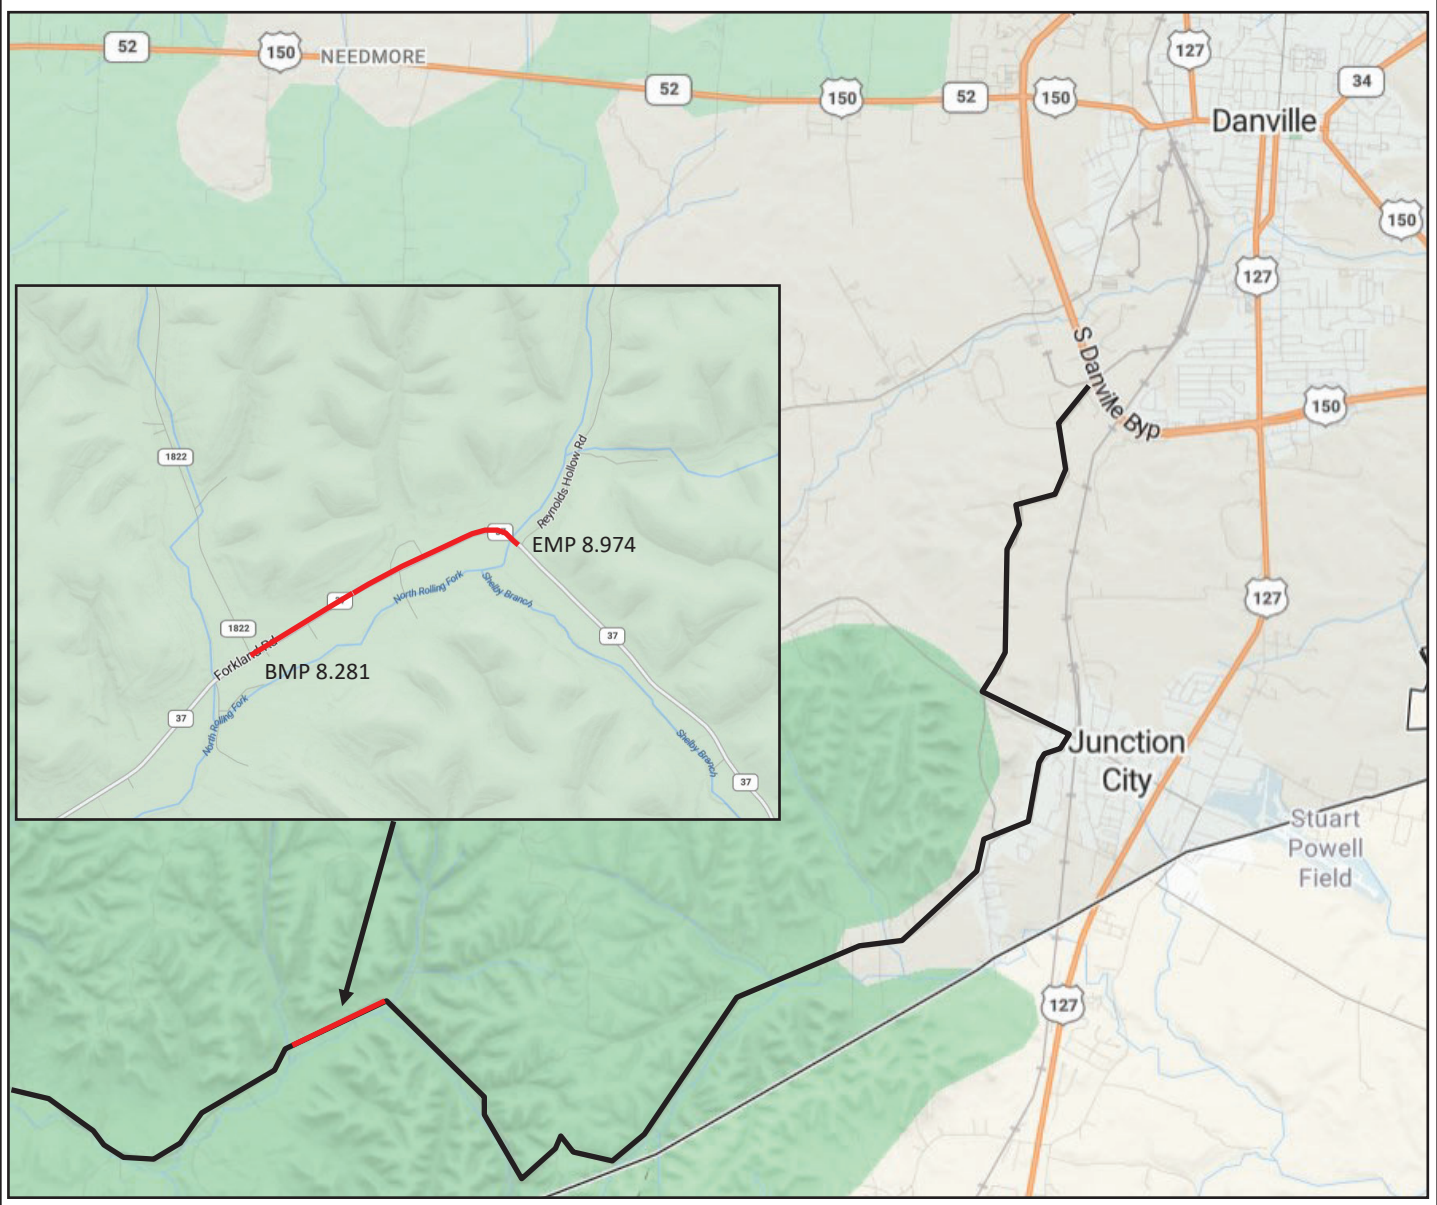 52
150
NEEDMORE
52
150
52
150
127
34
Danville
150
127
S Danville Byp
150
1822
Reynolds Hollow Rd
EMP 8.974
North Rolling Fork
Shelby Branch
1822
Forkland Rd
BMP 8.281
37
37
North Rolling Fork
Shelby Branch
37
127
Junction
City
Stuart
Powell
Field
127